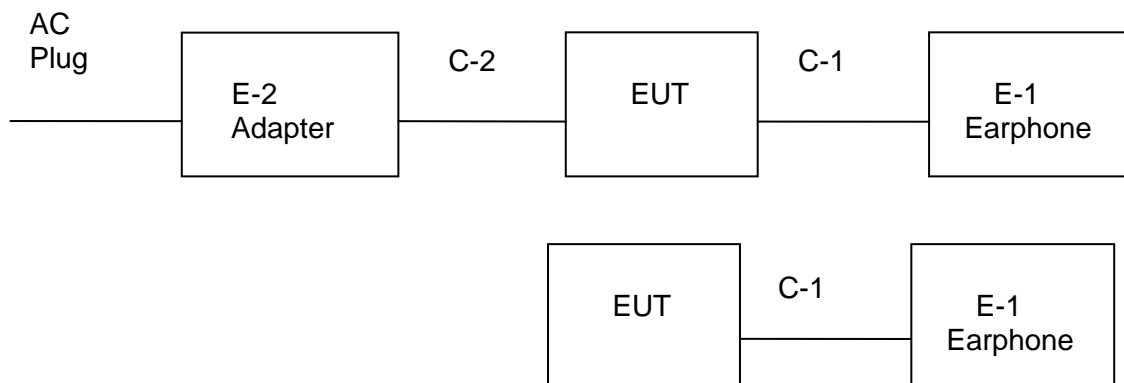 AC
Plug
C-2
C-1
E-2
Adapter
EUT
E-1
Earphone
EUT
C-1
E-1
Earphone